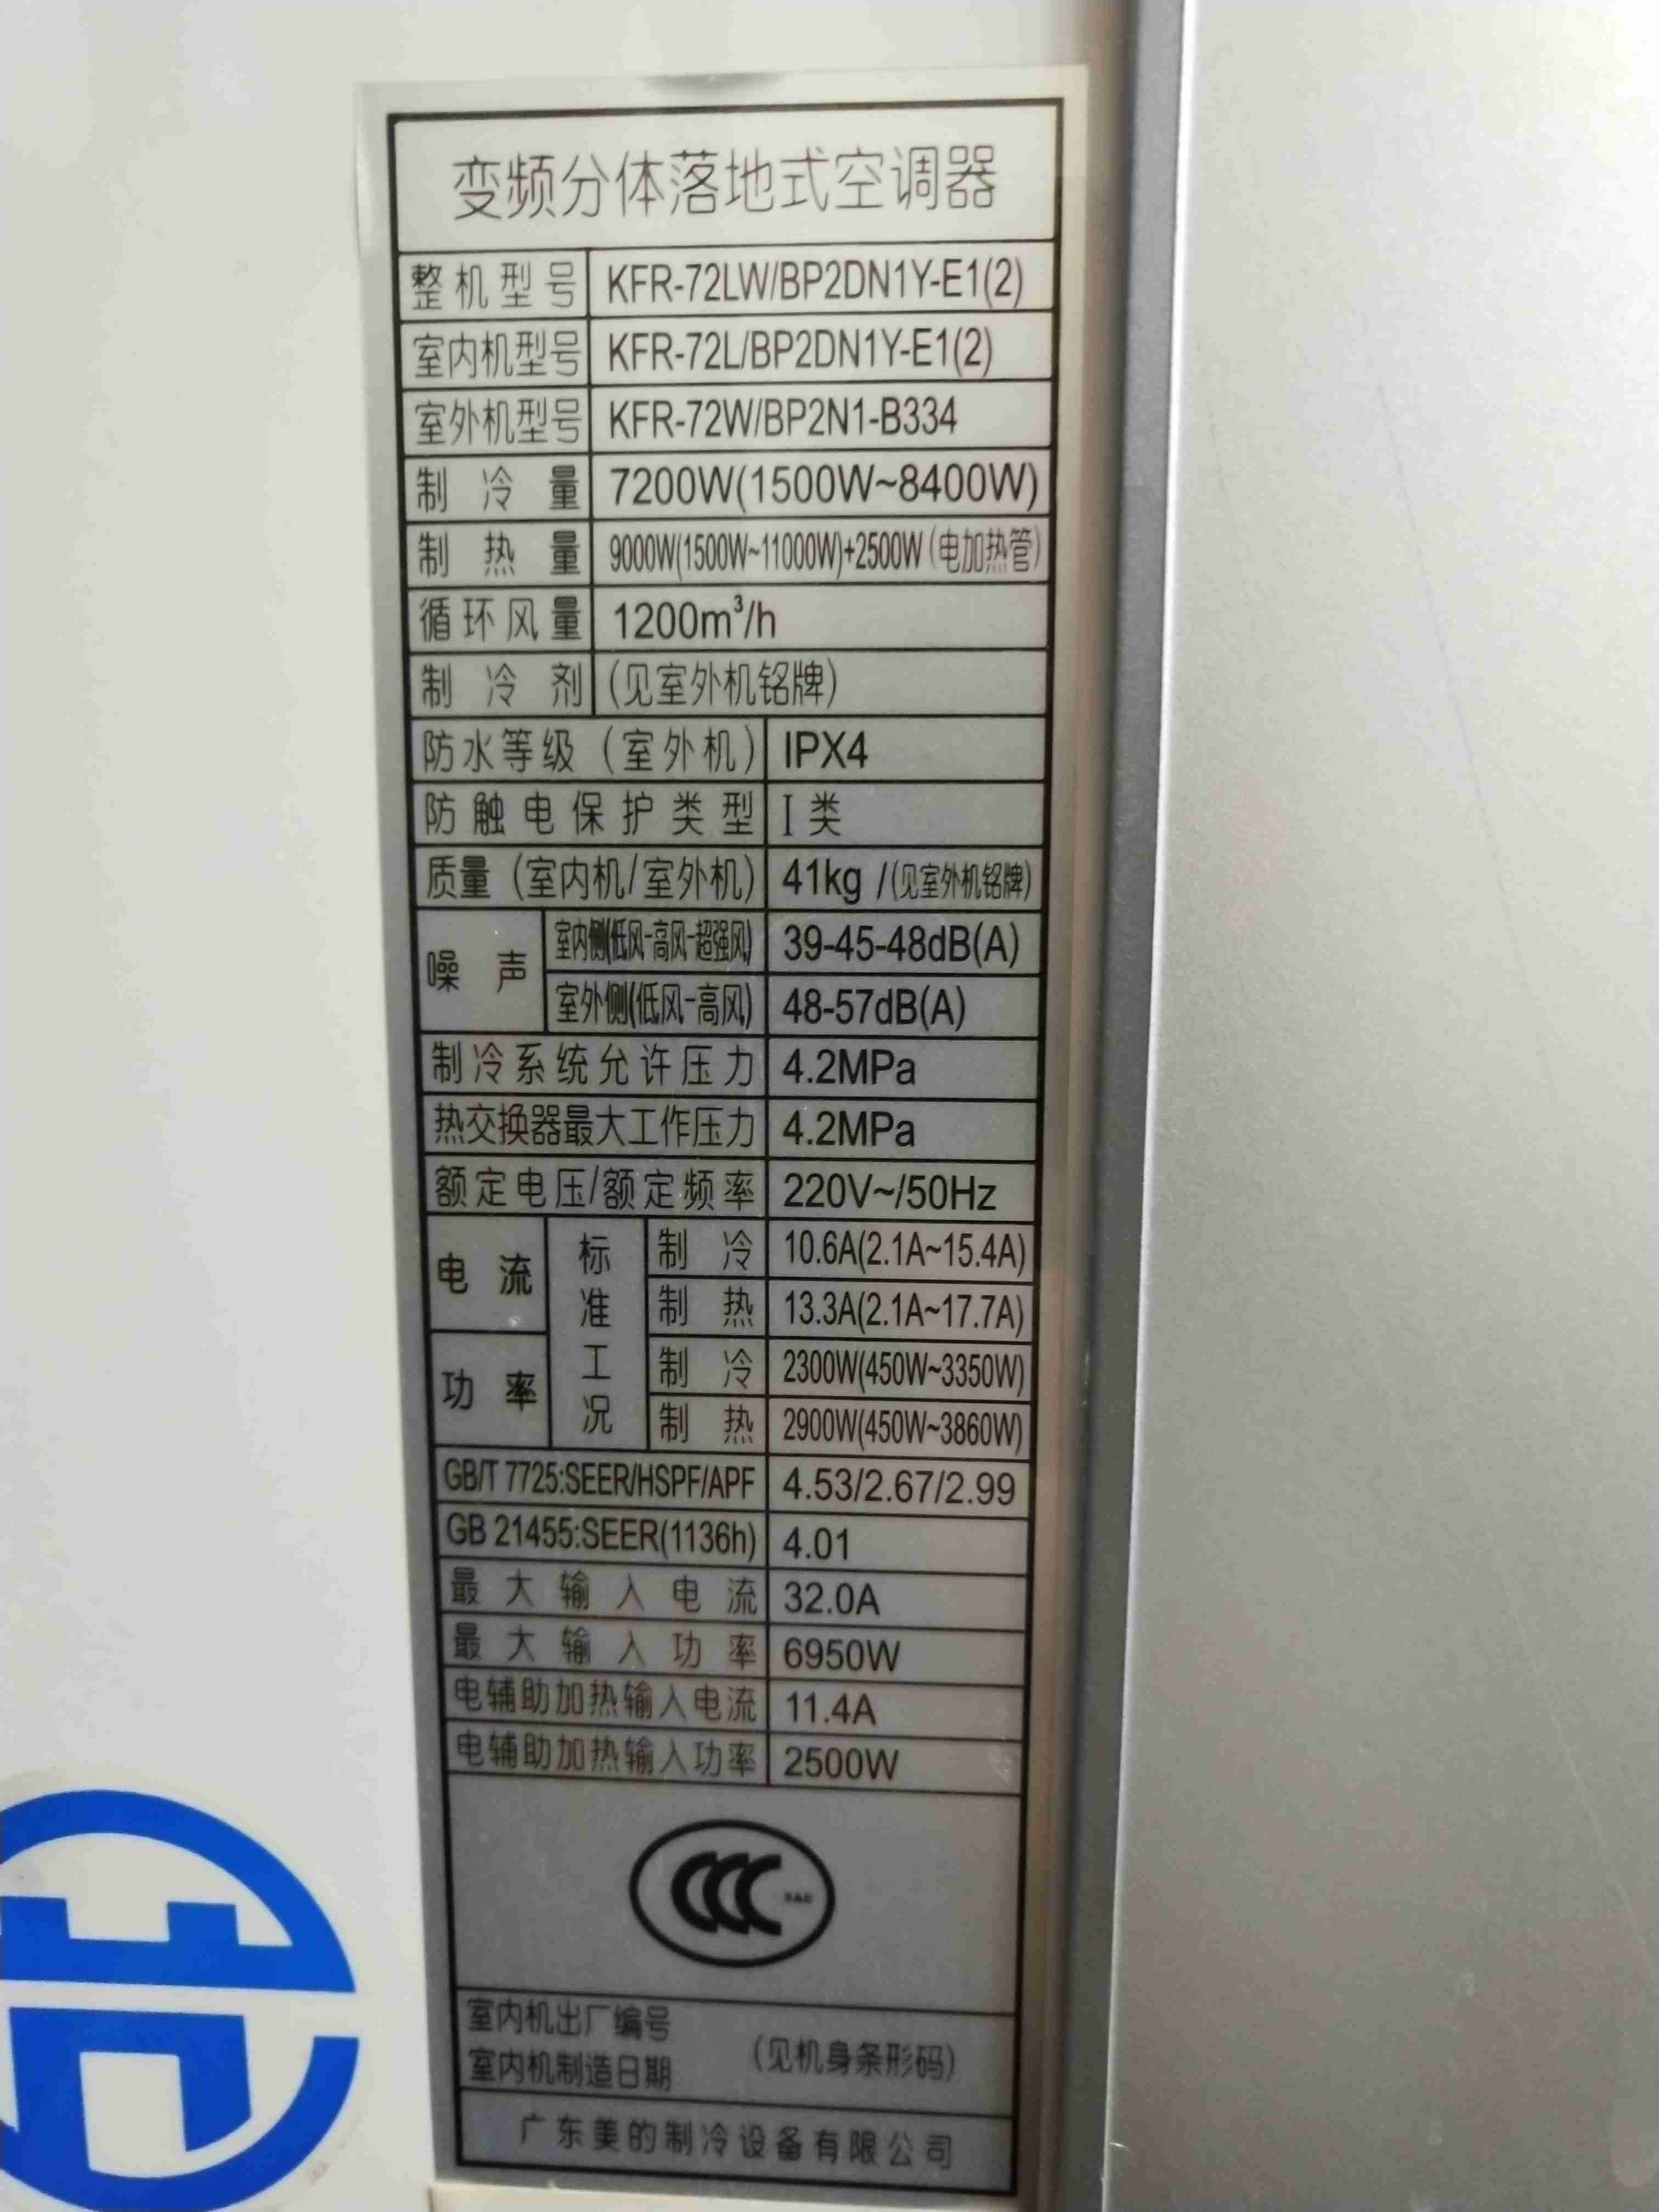 变频分体落地式空调器
整机型号 KFR-72LW/BP2DN1Y-E1(2)
室内机型号 KFR-72L/BP2DN1Y-E1(2)
室外机型号 KFR-72W/BP2N1-B334
制冷量 7200W(1500W~8400W)
制热量 9000W(1500W~11000W)+2500W(电加热管)
循环风量 1200m³/h
制冷剂 (见室外机铭牌)
防水等级(室外机) IPX4
防触电保护类型 I类
质量(室内机/室外机) 41kg /(见室外机铭牌)
噪声 室内侧(低风-高风-超强风) 39-45-48dB(A)
室外侧(低风-高风) 48-57dB(A)
制冷系统允许压力 4.2MPa
热交换器最大工作压力 4.2MPa
额定电压/额定频率 220V~/50Hz
电流 标准工况 制冷 10.6A(2.1A~15.4A)
制热 13.3A(2.1A~17.7A)
功率 制冷 2300W(450W~3350W)
制热 2900W(450W~3860W)
GB/T 7725:SEER/HSPF/APF 4.53/2.67/2.99
GB 21455:SEER(1136h) 4.01
最大输入电流 32.0A
最大输入功率 6950W
电辅助加热输入电流 11.4A
电辅助加热输入功率 2500W
CCC S&E
室内机出厂编号
室内机制造日期 (见机身条形码)
广东美的制冷设备有限公司